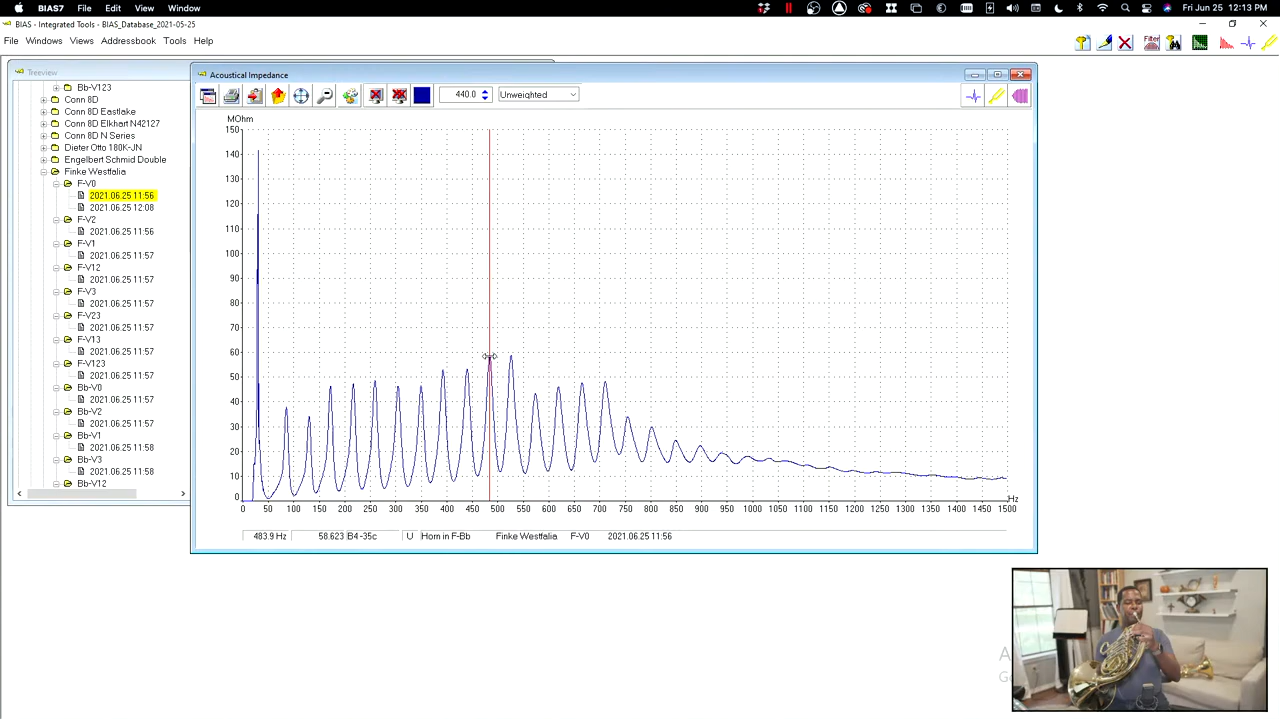 BIAS7 File Edit View Window Fri Jun 25 12:13 PM
BIAS - Integrated Tools - BIAS_Database_2021-05-25
File Windows Views Addressbook Tools Help
Filter
Treeview
Bb-V123
Conn 8D
Conn 8D Eastlake
Conn 8D Elkhart N42127
Conn 8D N Series
Dieter Otto 180K-JN
Engelbert Schmid Double
Finke Westfalia
F-V0
2021.06.25 11:56
2021.06.25 12:08
F-V2
2021.06.25 11:56
F-V1
2021.06.25 11:57
F-V12
2021.06.25 11:57
F-V3
2021.06.25 11:57
F-V23
2021.06.25 11:57
F-V13
2021.06.25 11:57
F-V123
2021.06.25 11:57
Bb-V0
2021.06.25 11:57
Bb-V2
2021.06.25 11:57
Bb-V1
2021.06.25 11:58
Bb-V3
2021.06.25 11:58
Bb-V12
Acoustical Impedance
440.0 Unweighted
MOhm
150
140
130
120
110
100
90
80
70
60
50
40
30
20
10
0
0 50 100 150 200 250 300 350 400 450 500 550 600 650 700 750 800 850 900 950 1000 1050 1100 1150 1200 1250 1300 1350 1400 1450 1500
Hz
483.9 Hz 58.623 B4 -35c U Horn in F-Bb Finke Westfalia F-V0 2021.06.25 11:56